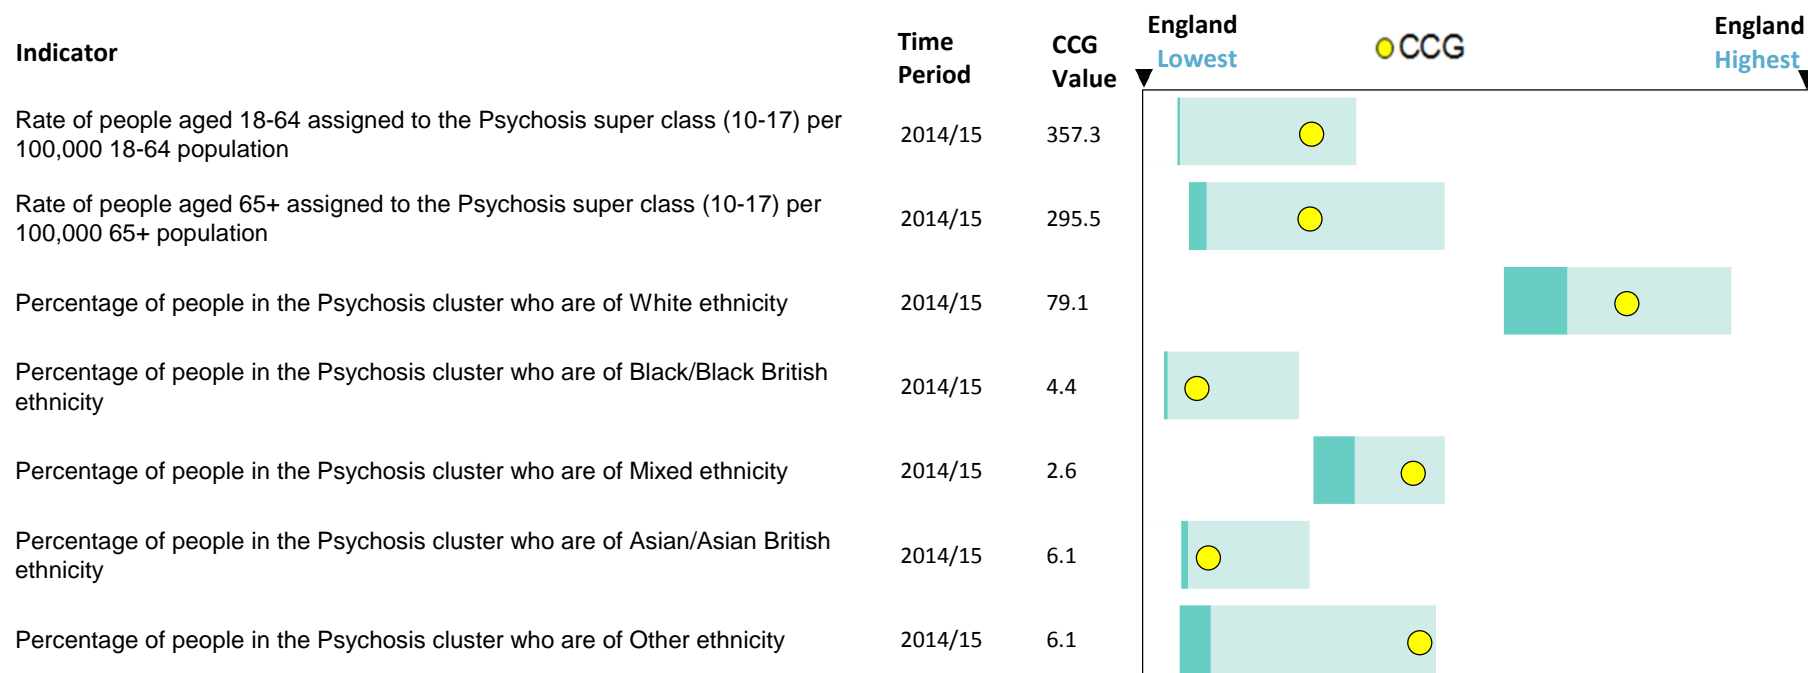 Indicator
Time
Period
CCG
Value
England
Lowest
CCG
England
Highest
Rate of people aged 18-64 assigned to the Psychosis super class (10-17) per
100,000 18-64 population
2014/15
357.3
Rate of people aged 65+ assigned to the Psychosis super class (10-17) per
100,000 65+ population
2014/15
295.5
Percentage of people in the Psychosis cluster who are of White ethnicity
2014/15
79.1
Percentage of people in the Psychosis cluster who are of Black/Black British
ethnicity
2014/15
4.4
Percentage of people in the Psychosis cluster who are of Mixed ethnicity
2014/15
2.6
Percentage of people in the Psychosis cluster who are of Asian/Asian British
ethnicity
2014/15
6.1
Percentage of people in the Psychosis cluster who are of Other ethnicity
2014/15
6.1